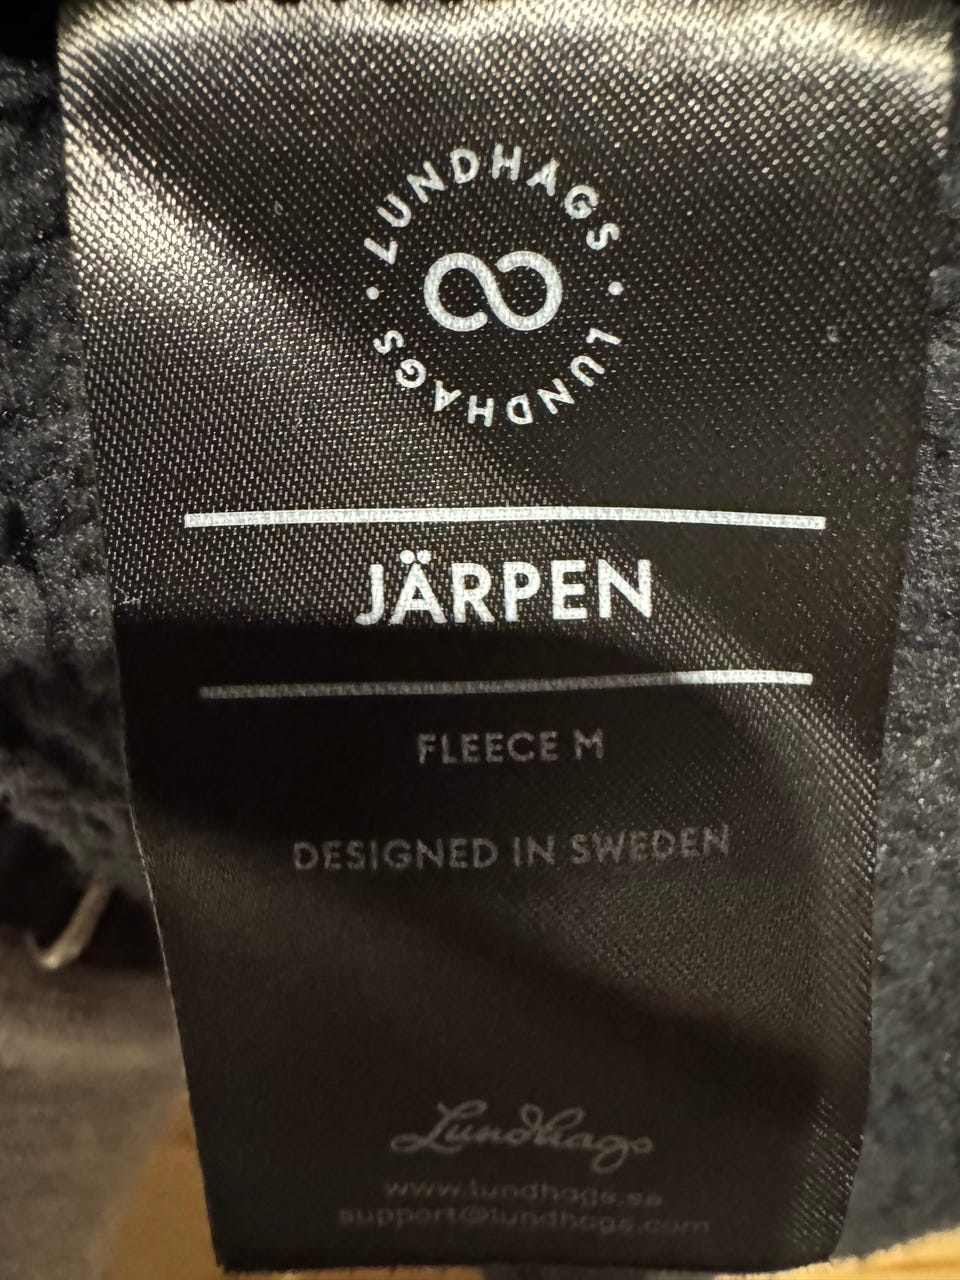 LUNDHAGS · LUNDHAGS ·
JÄRPEN
FLEECE M
DESIGNED IN SWEDEN
Lundhags
www.lundhags.se
support@lundhags.com